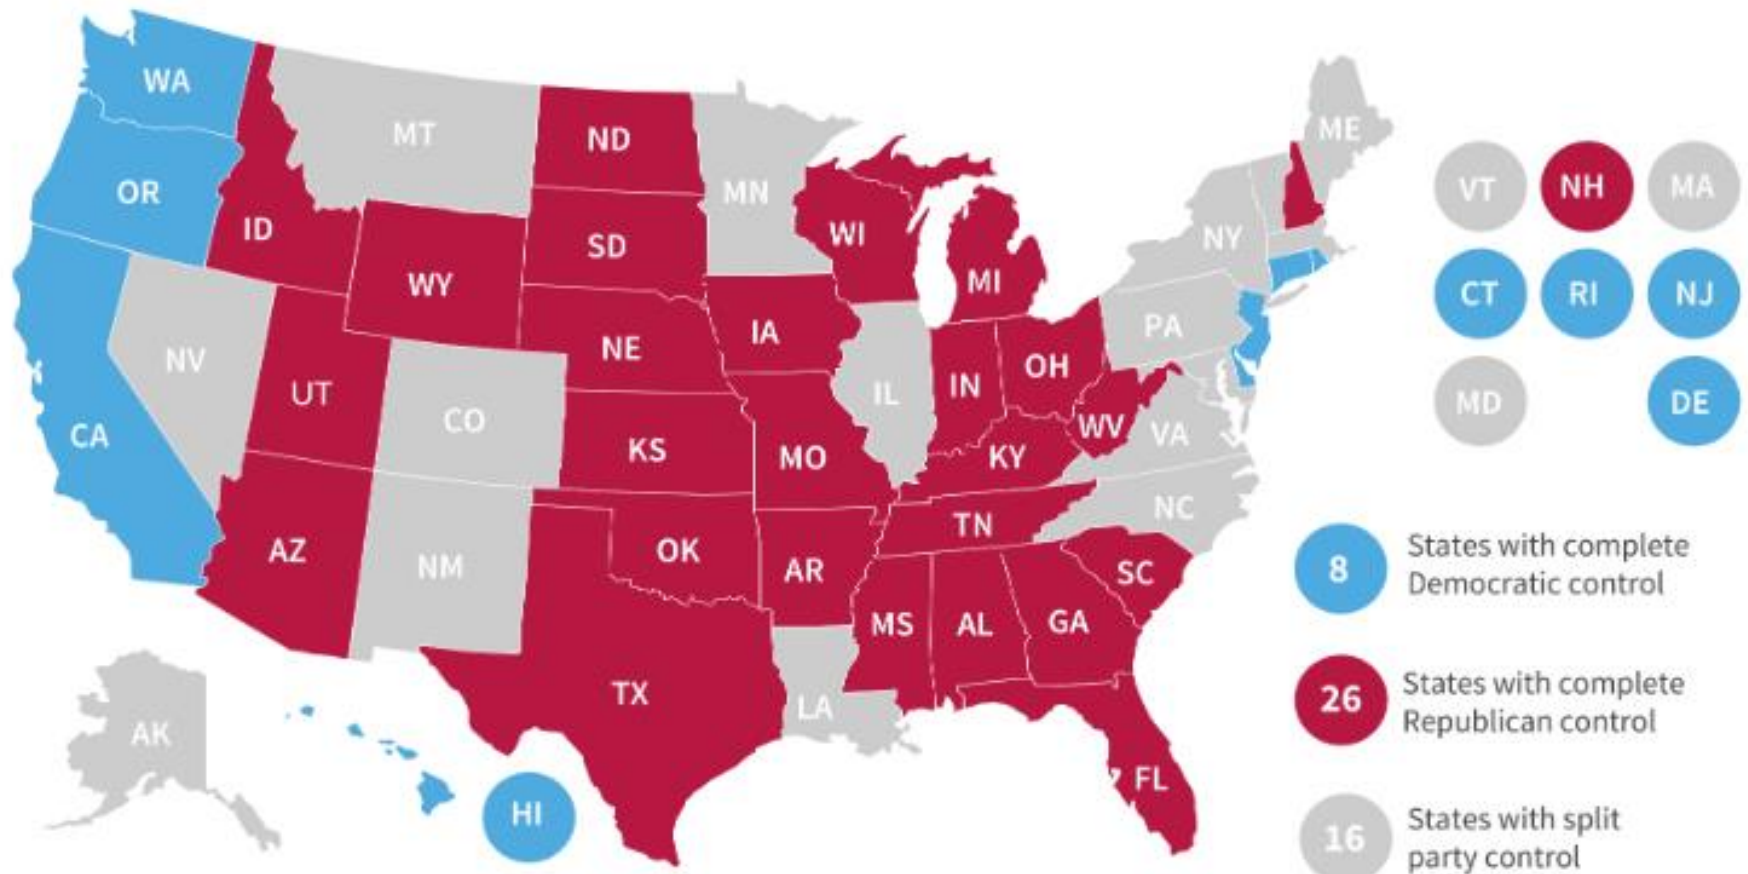 WA
MT
ND
MN
ME
OR
ID
SD
WI
MI
NY
VT
NH
MA
WY
IA
NE
PA
CT
RI
NJ
NV
UT
CO
IL
IN
OH
MD
DE
CA
KS
MO
KY
WV
VA
AZ
NM
OK
AR
TN
NC
SC
MS
AL
GA
TX
LA
FL
AK
HI
8
States with complete
Democratic control
26
States with complete
Republican control
16
States with split
party control